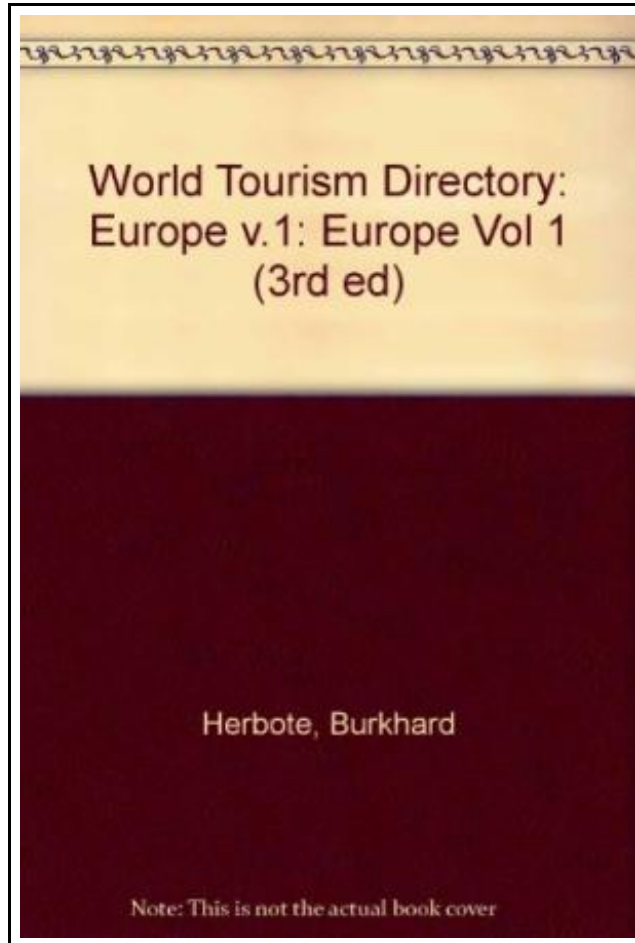 World Tourism Directory:
Europe v.1: Europe Vol 1
(3rd ed)
Herbote, Burkhard
Note: This is not the actual book cover